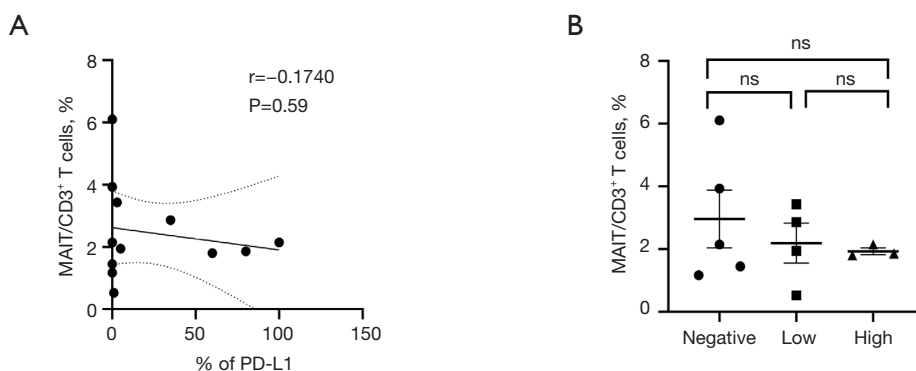 A
MAIT/CD3+ T cells, %
8
6
4
2
0
r=−0.1740
P=0.59
0 50 100 150
% of PD-L1
B
MAIT/CD3+ T cells, %
8
6
4
2
0
ns
ns ns
Negative Low High